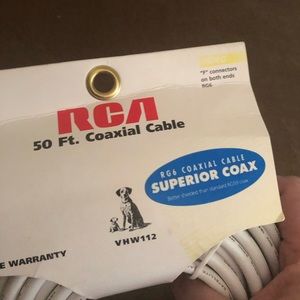 "F" connectors
on both ends
RG6
RCA
50 Ft. Coaxial Cable
RG6 COAXIAL CABLE
SUPERIOR COAX
Better shielded than standard RG59 coax
VHW112
WARRANTY